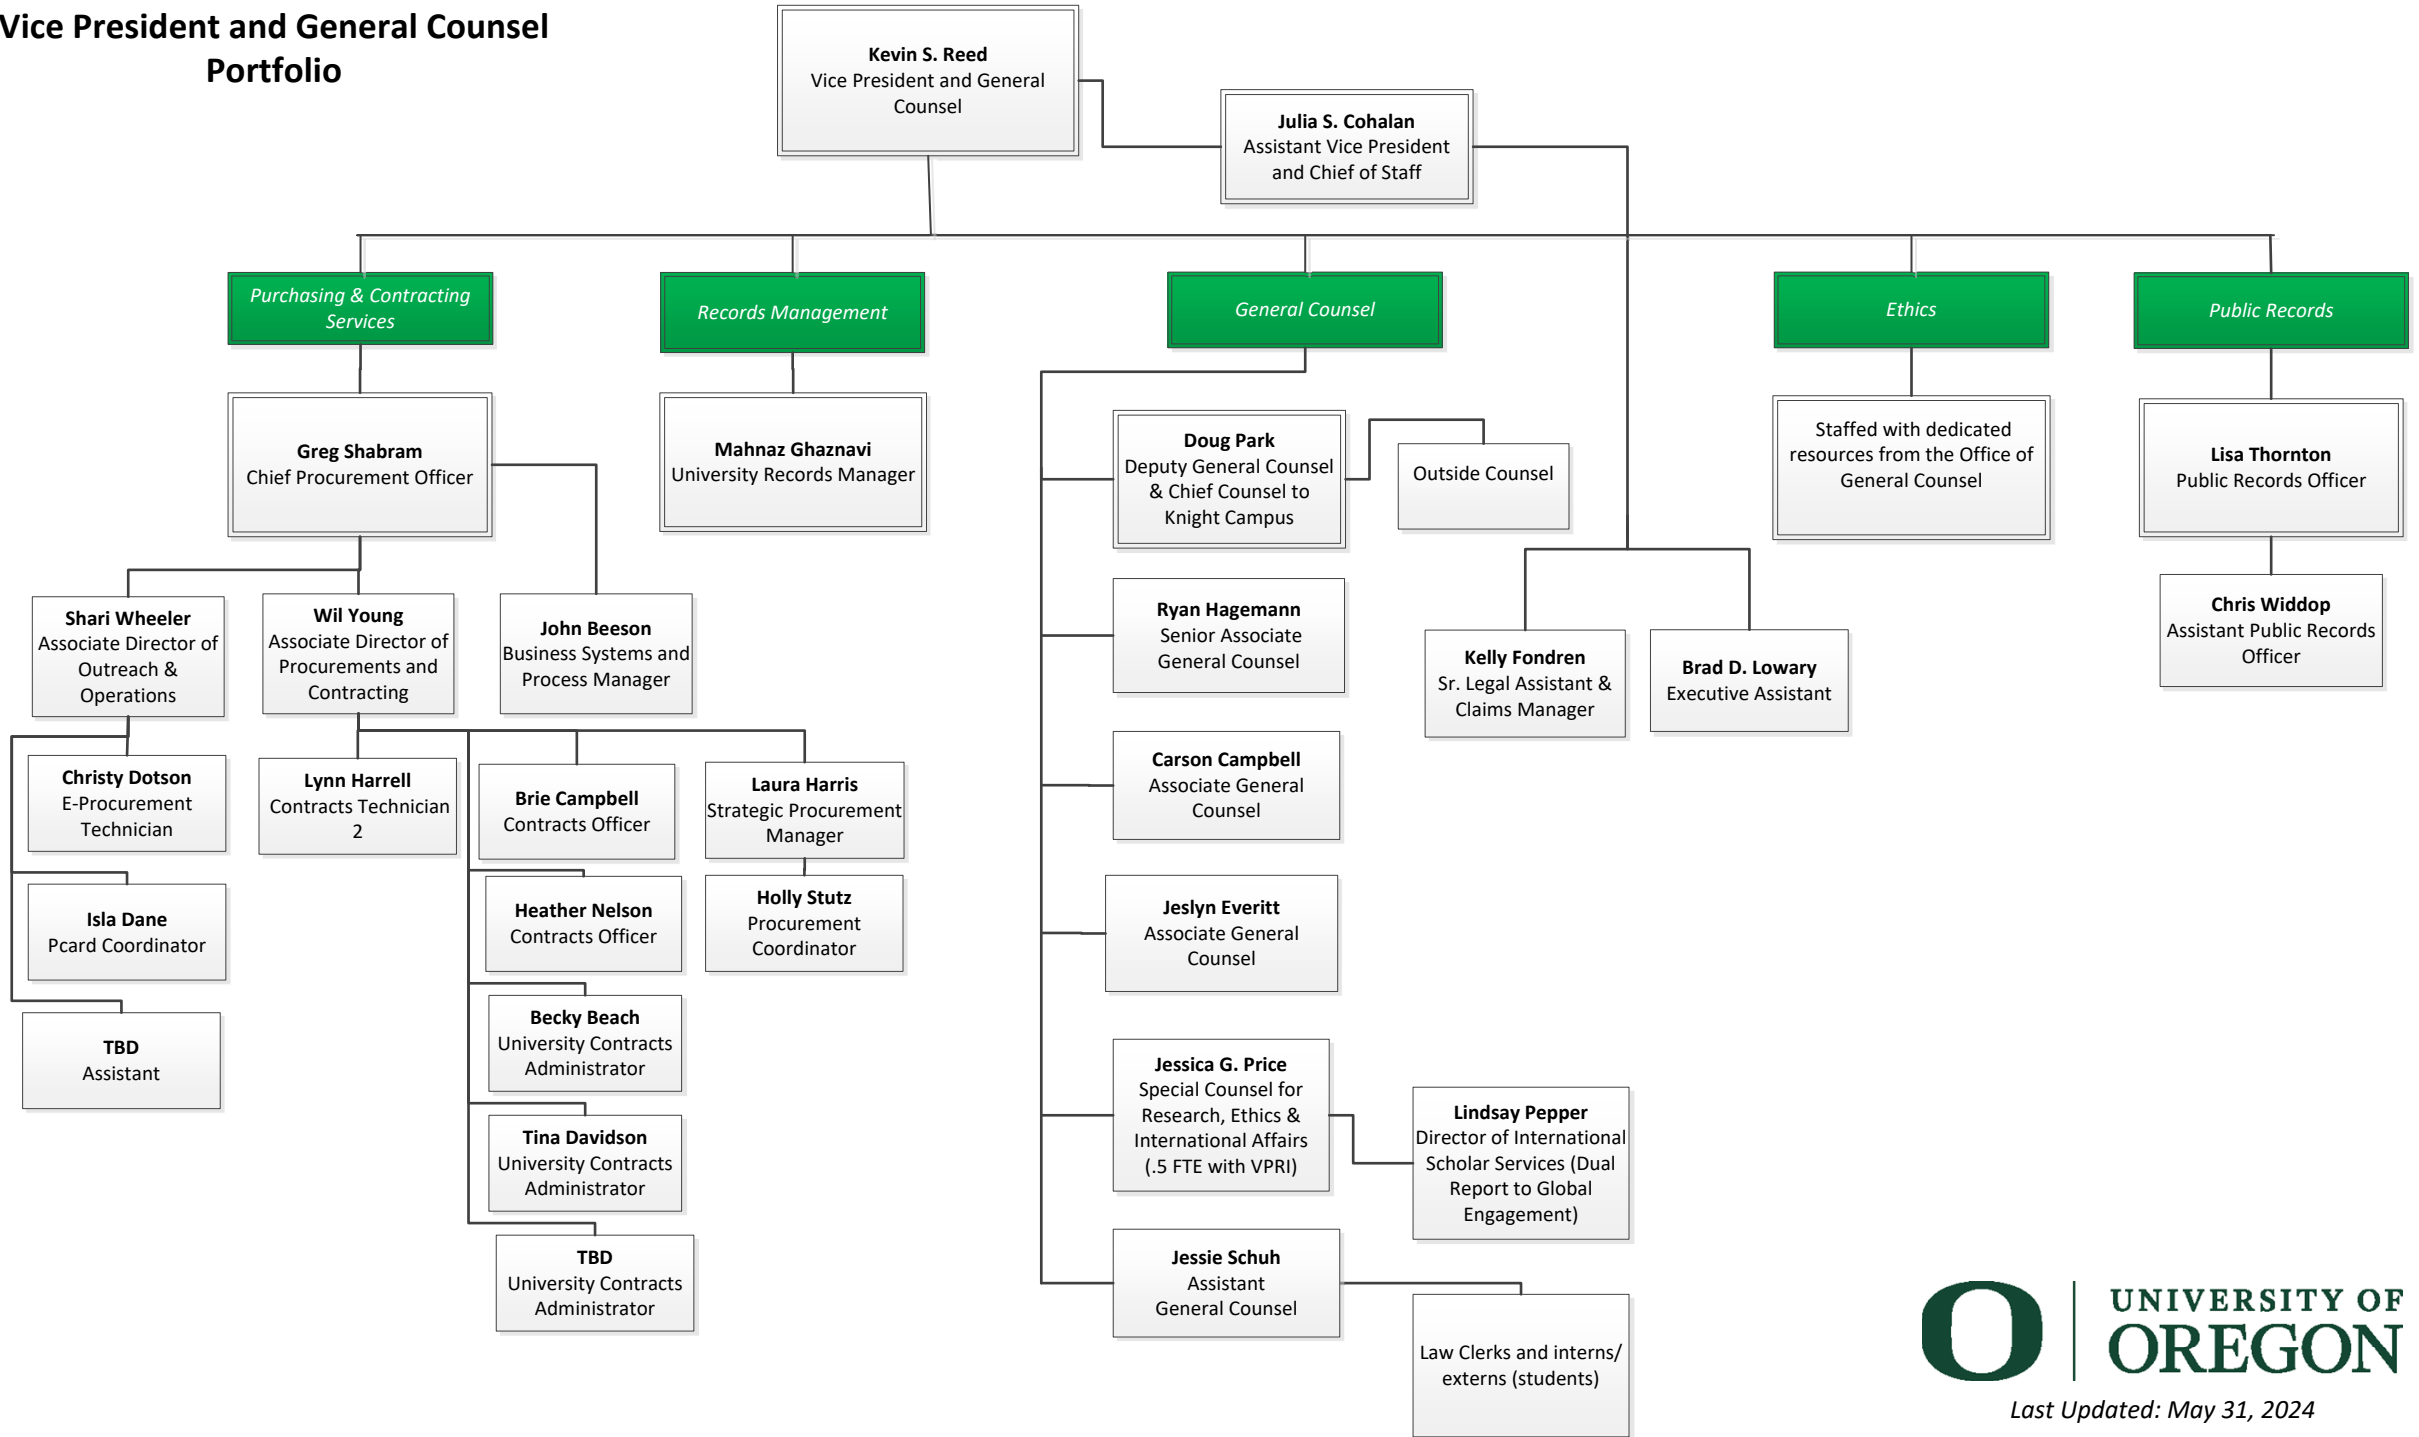 Vice President and General Counsel
Portfolio
Kevin S. Reed
Vice President and General
Counsel
Julia S. Cohalan
Assistant Vice President
and Chief of Staff
Purchasing & Contracting
Services
Records Management
General Counsel
Ethics
Public Records
Greg Shabram
Chief Procurement Officer
Mahnaz Ghaznavi
University Records Manager
Doug Park
Deputy General Counsel
& Chief Counsel to
Knight Campus
Outside Counsel
Staffed with dedicated
resources from the Office of
General Counsel
Lisa Thornton
Public Records Officer
Shari Wheeler
Associate Director of
Outreach &
Operations
Wil Young
Associate Director of
Procurements and
Contracting
John Beeson
Business Systems and
Process Manager
Ryan Hagemann
Senior Associate
General Counsel
Kelly Fondren
Sr. Legal Assistant &
Claims Manager
Brad D. Lowary
Executive Assistant
Chris Widdop
Assistant Public Records
Officer
Christy Dotson
E-Procurement
Technician
Lynn Harrell
Contracts Technician
2
Brie Campbell
Contracts Officer
Laura Harris
Strategic Procurement
Manager
Carson Campbell
Associate General
Counsel
Isla Dane
Pcard Coordinator
Heather Nelson
Contracts Officer
Holly Stutz
Procurement
Coordinator
Jeslyn Everitt
Associate General
Counsel
TBD
Assistant
Becky Beach
University Contracts
Administrator
Jessica G. Price
Special Counsel for
Research, Ethics &
International Affairs
(.5 FTE with VPRI)
Lindsay Pepper
Director of International
Scholar Services (Dual
Report to Global
Engagement)
Tina Davidson
University Contracts
Administrator
TBD
University Contracts
Administrator
Jessie Schuh
Assistant
General Counsel
Law Clerks and interns/
externs (students)
O
UNIVERSITY OF
OREGON
Last Updated: May 31, 2024